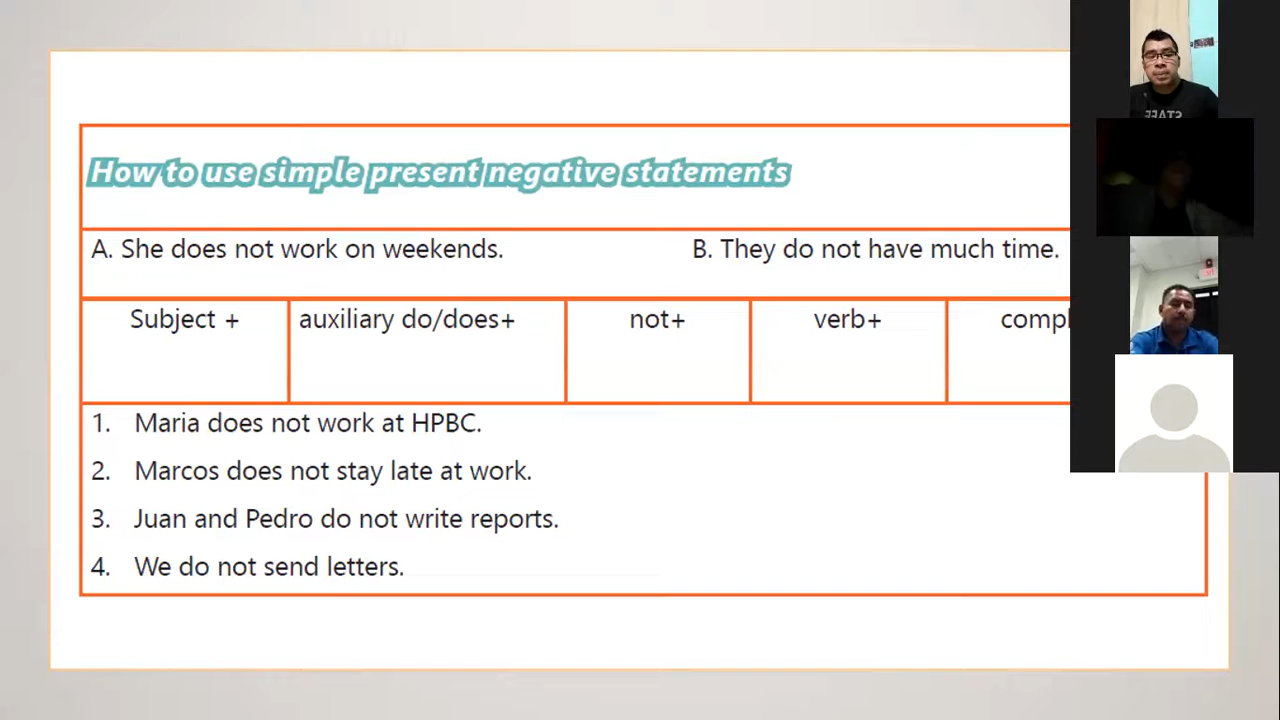 How to use simple present negative statements
A. She does not work on weekends. B. They do not have much time.
Subject + auxiliary do/does+ not+ verb+ compl
1. Maria does not work at HPBC.
2. Marcos does not stay late at work.
3. Juan and Pedro do not write reports.
4. We do not send letters.
STAFF